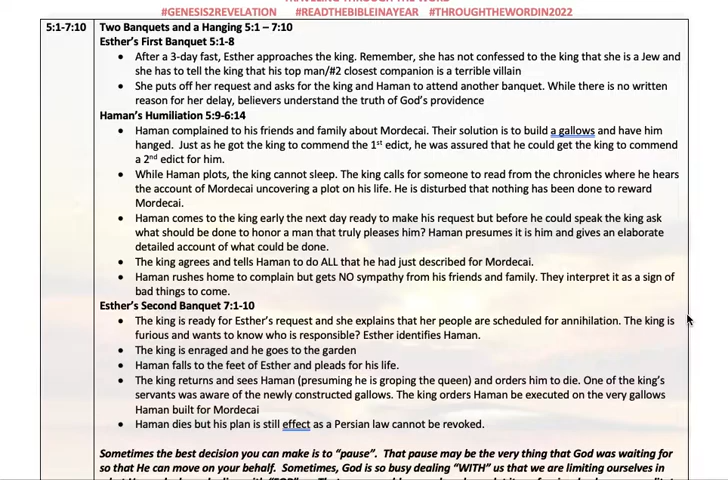 #GENESIS2REVELATION #READTHEBIBLEINAYEAR #THROUGHTHEWORDIN2022
5:1-7:10 Two Banquets and a Hanging 5:1 – 7:10
Esther's First Banquet 5:1-8
• After a 3-day fast, Esther approaches the king. Remember, she has not confessed to the king that she is a Jew and
she has to tell the king that his top man/#2 closest companion is a terrible villain
• She puts off her request and asks for the king and Haman to attend another banquet. While there is no written
reason for her delay, believers understand the truth of God's providence
Haman's Humiliation 5:9-6:14
• Haman complained to his friends and family about Mordecai. Their solution is to build a gallows and have him
hanged. Just as he got the king to commend the 1st edict, he was assured that he could get the king to commend
a 2nd edict for him.
• While Haman plots, the king cannot sleep. The king calls for someone to read from the chronicles where he hears
the account of Mordecai uncovering a plot on his life. He is disturbed that nothing has been done to reward
Mordecai.
• Haman comes to the king early the next day ready to make his request but before he could speak the king ask
what should be done to honor a man that truly pleases him? Haman presumes it is him and gives an elaborate
detailed account of what could be done.
• The king agrees and tells Haman to do ALL that he had just described for Mordecai.
• Haman rushes home to complain but gets NO sympathy from his friends and family. They interpret it as a sign of
bad things to come.
Esther's Second Banquet 7:1-10
• The king is ready for Esther's request and she explains that her people are scheduled for annihilation. The king is
furious and wants to know who is responsible? Esther identifies Haman.
• The king is enraged and he goes to the garden
• Haman falls to the feet of Esther and pleads for his life.
• The king returns and sees Haman (presuming he is groping the queen) and orders him to die. One of the king's
servants was aware of the newly constructed gallows. The king orders Haman be executed on the very gallows
Haman built for Mordecai
• Haman dies but his plan is still effect as a Persian law cannot be revoked.
Sometimes the best decision you can make is to "pause". That pause may be the very thing that God was waiting for
so that He can move on your behalf. Sometimes, God is so busy dealing "WITH" us that we are limiting ourselves in